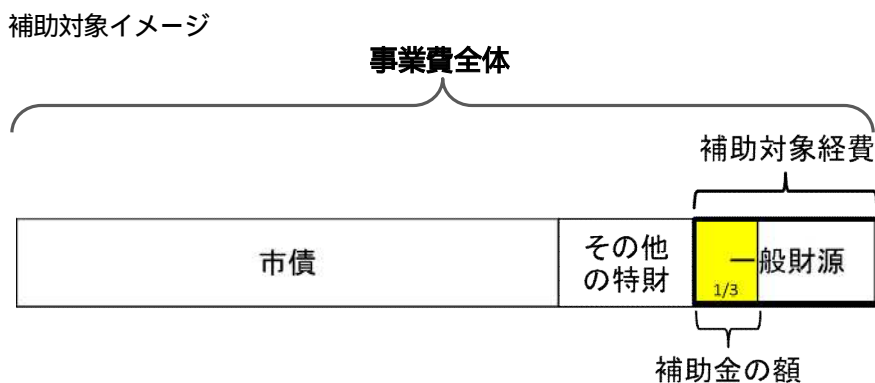 補助対象イメージ
事業費全体
補助対象経費
市債
その他
の特財
一般財源
1/3
補助金の額